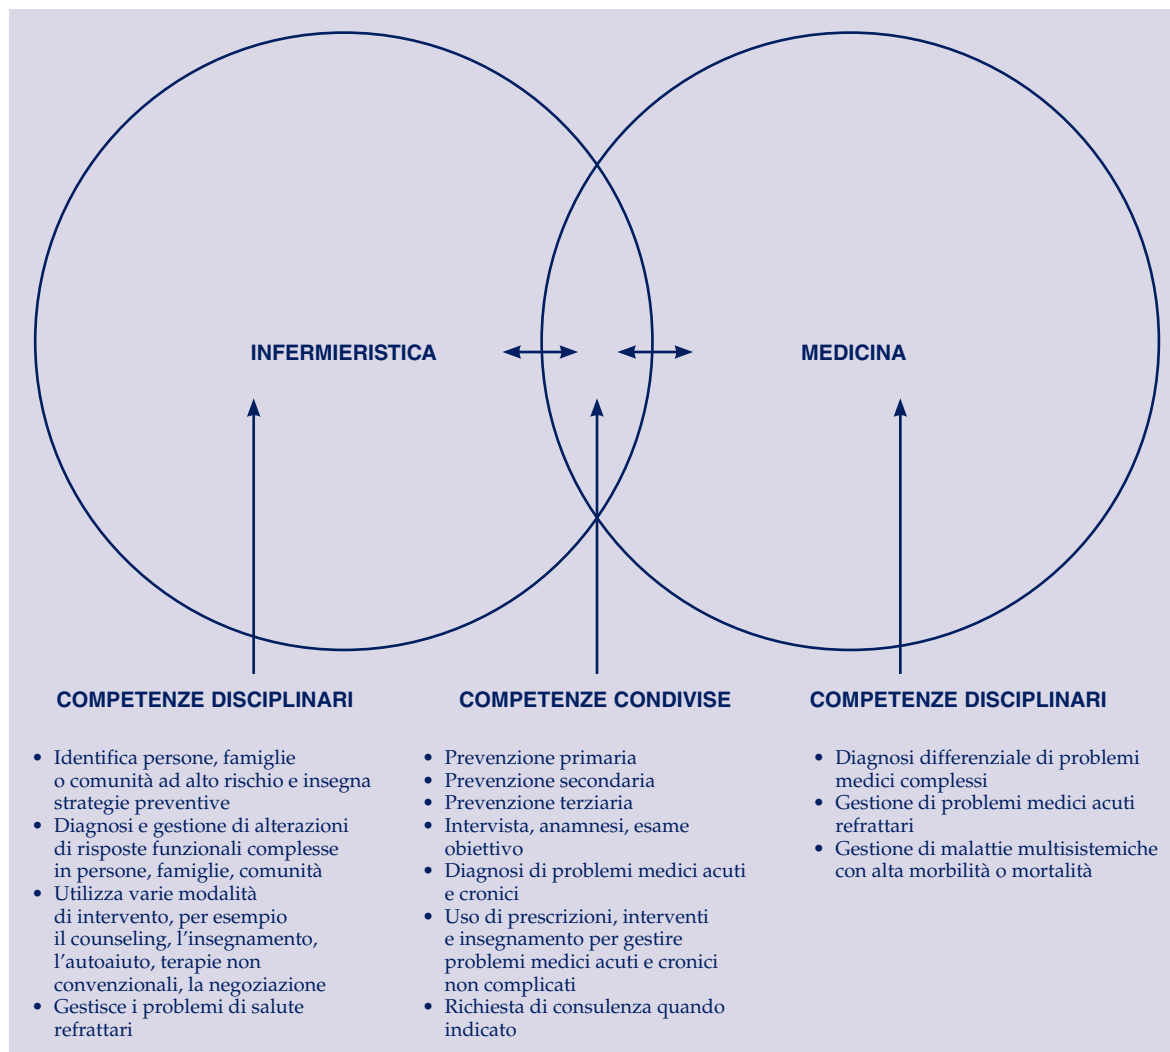 INFERMIERISTICA
MEDICINA
COMPETENZE DISCIPLINARI
• Identifica persone, famiglie
o comunità ad alto rischio e insegna
strategie preventive
• Diagnosi e gestione di alterazioni
di risposte funzionali complesse
in persone, famiglie, comunità
• Utilizza varie modalità
di intervento, per esempio
il counseling, l'insegnamento,
l'autoaiuto, terapie non
convenzionali, la negoziazione
• Gestisce i problemi di salute
refrattari
COMPETENZE CONDIVISE
• Prevenzione primaria
• Prevenzione secondaria
• Prevenzione terziaria
• Intervista, anamnesi, esame
obiettivo
• Diagnosi di problemi medici acuti
e cronici
• Uso di prescrizioni, interventi
e insegnamento per gestire
problemi medici acuti e cronici
non complicati
• Richiesta di consulenza quando
indicato
COMPETENZE DISCIPLINARI
• Diagnosi differenziale di problemi
medici complessi
• Gestione di problemi medici acuti
refrattari
• Gestione di malattie multisistemiche
con alta morbilità o mortalità